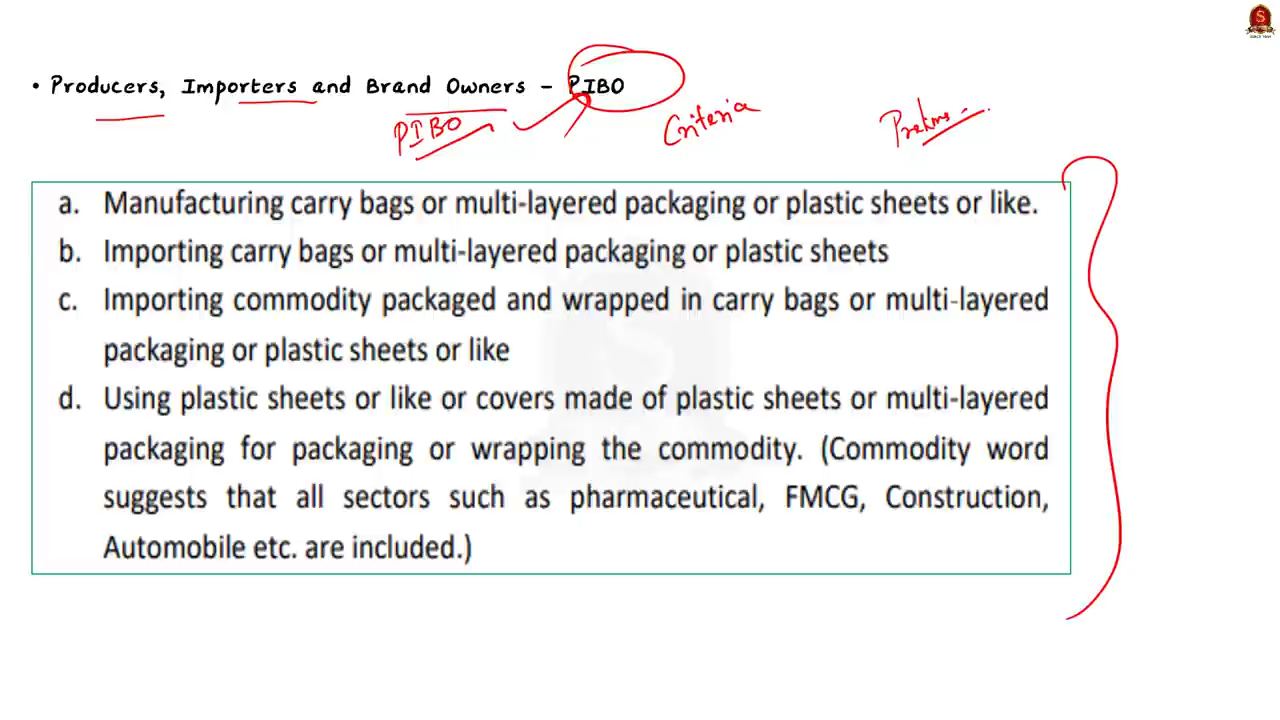 • Producers, Importers and Brand Owners - PIBO
PIBO
Criteria
Prelims
a. Manufacturing carry bags or multi-layered packaging or plastic sheets or like.
b. Importing carry bags or multi-layered packaging or plastic sheets
c. Importing commodity packaged and wrapped in carry bags or multi-layered
packaging or plastic sheets or like
d. Using plastic sheets or like or covers made of plastic sheets or multi-layered
packaging for packaging or wrapping the commodity. (Commodity word
suggests that all sectors such as pharmaceutical, FMCG, Construction,
Automobile etc. are included.)